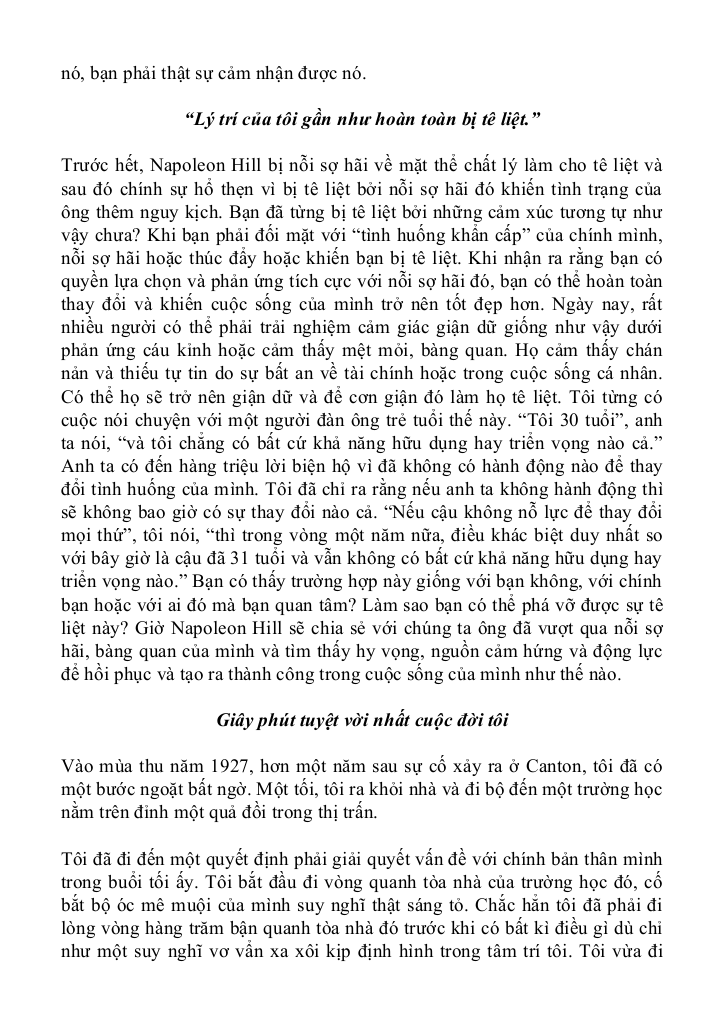 nó, bạn phải thật sự cảm nhận được nó.
“Lý trí của tôi gần như hoàn toàn bị tê liệt.”
Trước hết, Napoleon Hill bị nỗi sợ hãi về mặt thể chất lý làm cho tê liệt và
sau đó chính sự hổ thẹn vì bị tê liệt bởi nỗi sợ hãi đó khiến tình trạng của
ông thêm nguy kịch. Bạn đã từng bị tê liệt bởi những cảm xúc tương tự như
vậy chưa? Khi bạn phải đối mặt với “tình huống khẩn cấp” của chính mình,
nỗi sợ hãi hoặc thúc đẩy hoặc khiến bạn bị tê liệt. Khi nhận ra rằng bạn có
quyền lựa chọn và phản ứng tích cực với nỗi sợ hãi đó, bạn có thể hoàn toàn
thay đổi và khiến cuộc sống của mình trở nên tốt đẹp hơn. Ngày nay, rất
nhiều người có thể phải trải nghiệm cảm giác giận dữ giống như vậy dưới
phản ứng cáu kỉnh hoặc cảm thấy mệt mỏi, bàng quan. Họ cảm thấy chán
nản và thiếu tự tin do sự bất an về tài chính hoặc trong cuộc sống cá nhân.
Có thể họ sẽ trở nên giận dữ và để cơn giận đó làm họ tê liệt. Tôi từng có
cuộc nói chuyện với một người đàn ông trẻ tuổi thế này. “Tôi 30 tuổi”, anh
ta nói, “và tôi chẳng có bất cứ khả năng hữu dụng hay triển vọng nào cả.”
Anh ta có đến hàng triệu lời biện hộ vì đã không có hành động nào để thay
đổi tình huống của mình. Tôi đã chỉ ra rằng nếu anh ta không hành động thì
sẽ không bao giờ có sự thay đổi nào cả. “Nếu cậu không nỗ lực để thay đổi
mọi thứ”, tôi nói, “thì trong vòng một năm nữa, điều khác biệt duy nhất so
với bây giờ là cậu đã 31 tuổi và vẫn không có bất cứ khả năng hữu dụng hay
triển vọng nào.” Bạn có thấy trường hợp này giống với bạn không, với chính
bạn hoặc với ai đó mà bạn quan tâm? Làm sao bạn có thể phá vỡ được sự tê
liệt này? Giờ Napoleon Hill sẽ chia sẻ với chúng ta ông đã vượt qua nỗi sợ
hãi, bàng quan của mình và tìm thấy hy vọng, nguồn cảm hứng và động lực
để hồi phục và tạo ra thành công trong cuộc sống của mình như thế nào.
Giây phút tuyệt vời nhất cuộc đời tôi
Vào mùa thu năm 1927, hơn một năm sau sự cố xảy ra ở Canton, tôi đã có
một bước ngoặt bất ngờ. Một tối, tôi ra khỏi nhà và đi bộ đến một trường học
nằm trên đỉnh một quả đồi trong thị trấn.
Tôi đã đi đến một quyết định phải giải quyết vấn đề với chính bản thân mình
trong buổi tối ấy. Tôi bắt đầu đi vòng quanh tòa nhà của trường học đó, cố
bắt bộ óc mê muội của mình suy nghĩ thật sáng tỏ. Chắc hẳn tôi đã phải đi
lòng vòng hàng trăm bận quanh tòa nhà đó trước khi có bất kì điều gì dù chỉ
như một suy nghĩ vơ vẩn xa xôi kịp định hình trong tâm trí tôi. Tôi vừa đi